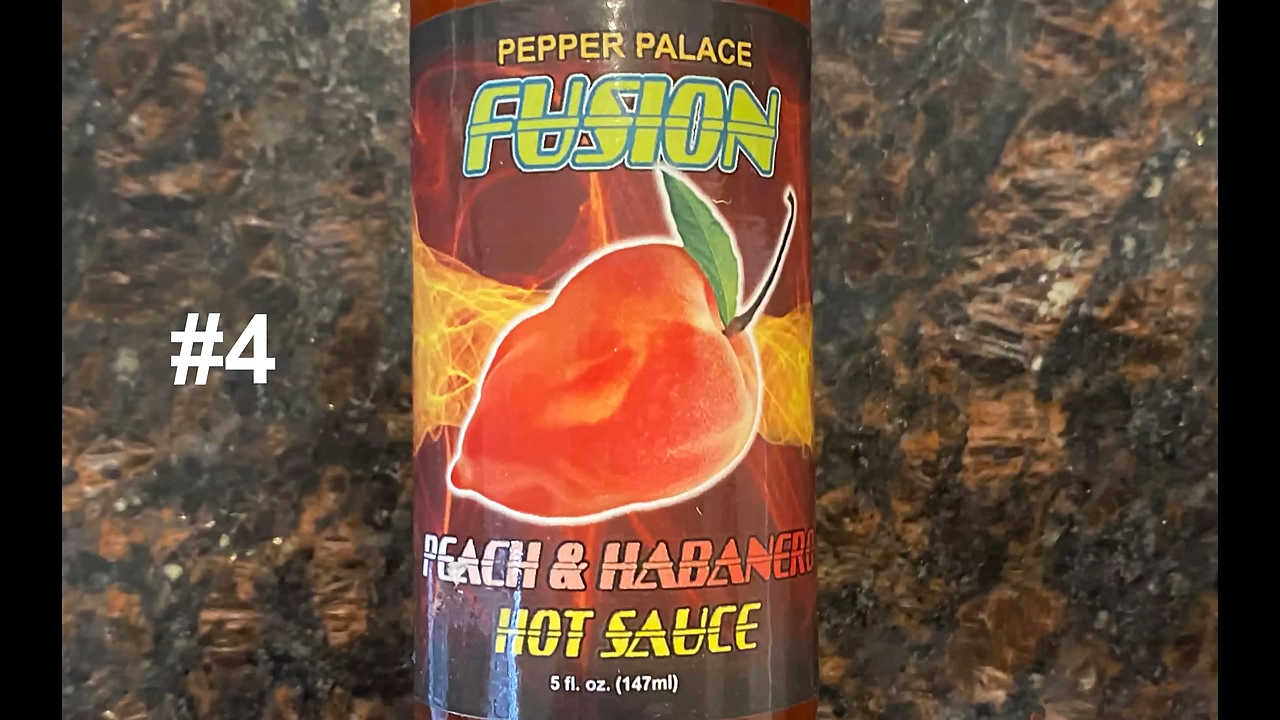 PEPPER PALACE
FUSION
#4
PEACH & HABANERO
HOT SAUCE
5 fl. oz. (147ml)